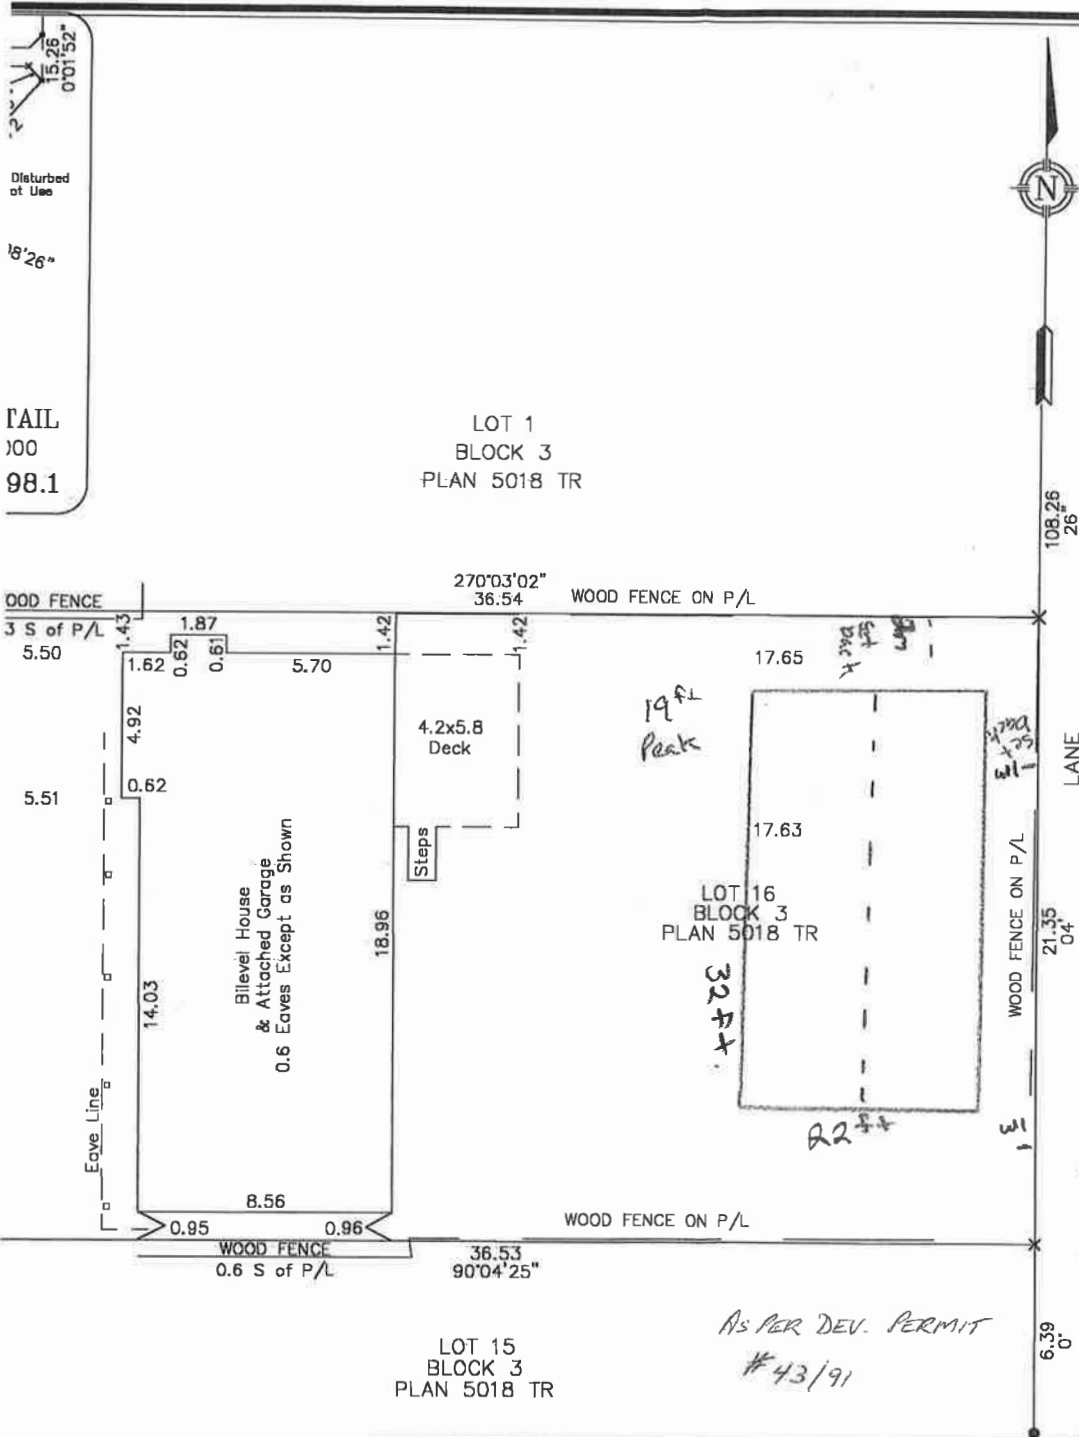 15.26
0°01'52"
Disturbed
ot Use
98.1
N
LOT 1
BLOCK 3
PLAN 5018 TR
108.26
26"
270°03'02"
36.54
WOOD FENCE ON P/L
OOD FENCE
3 S of P/L
1.43
1.87
1.42
1.42
5.50
1.62
0.62
0.61
5.70
17.65
Set
Back
19 ft
Peak
4.92
4.2x5.8
Deck
1m
set
Back
LANE
5.51
0.62
Steps
17.63
Bilevel House
& Attached Garage
0.6 Eaves Except as Shown
18.96
LOT 16
BLOCK 3
PLAN 5018 TR
WOOD FENCE ON P/L
21.35
04'
14.03
32 Ft.
Eave Line
22 ft
1m
8.56
0.95
0.96
WOOD FENCE ON P/L
WOOD FENCE
0.6 S of P/L
36.53
90°04'25"
LOT 15
BLOCK 3
PLAN 5018 TR
AS PER DEV. PERMIT
# 43/91
6.39
0"